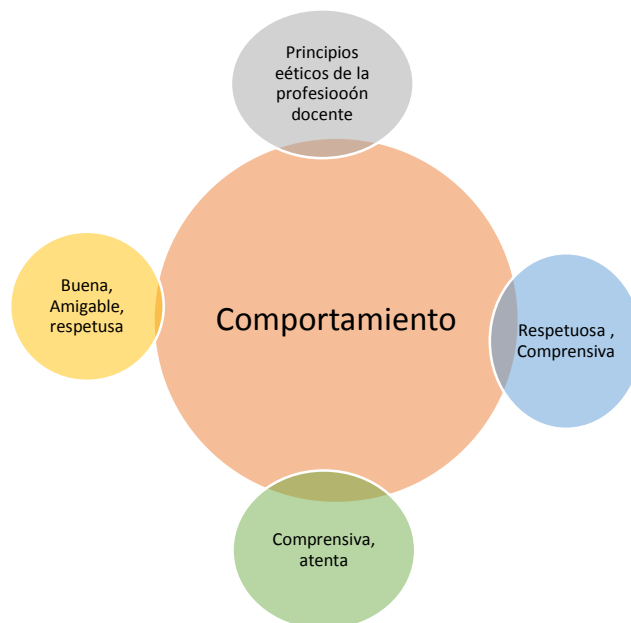 Principios
eéticos de la
profesiooón
docente
Buena,
Amigable,
respetusa
Comportamiento
Respetuosa ,
Comprensiva
Comprensiva,
atenta